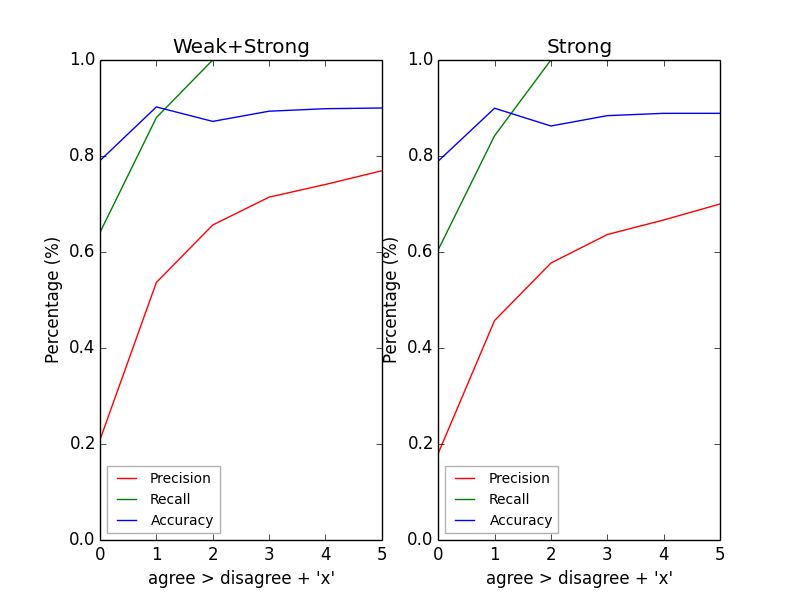 Weak+Strong
1.0
0.8
0.6
0.4
0.2
0.0
Percentage (%)
Precision
Recall
Accuracy
0 1 2 3 4 5
agree > disagree + 'x'
Strong
1.0
0.8
0.6
0.4
0.2
0.0
Percentage (%)
Precision
Recall
Accuracy
0 1 2 3 4 5
agree > disagree + 'x'